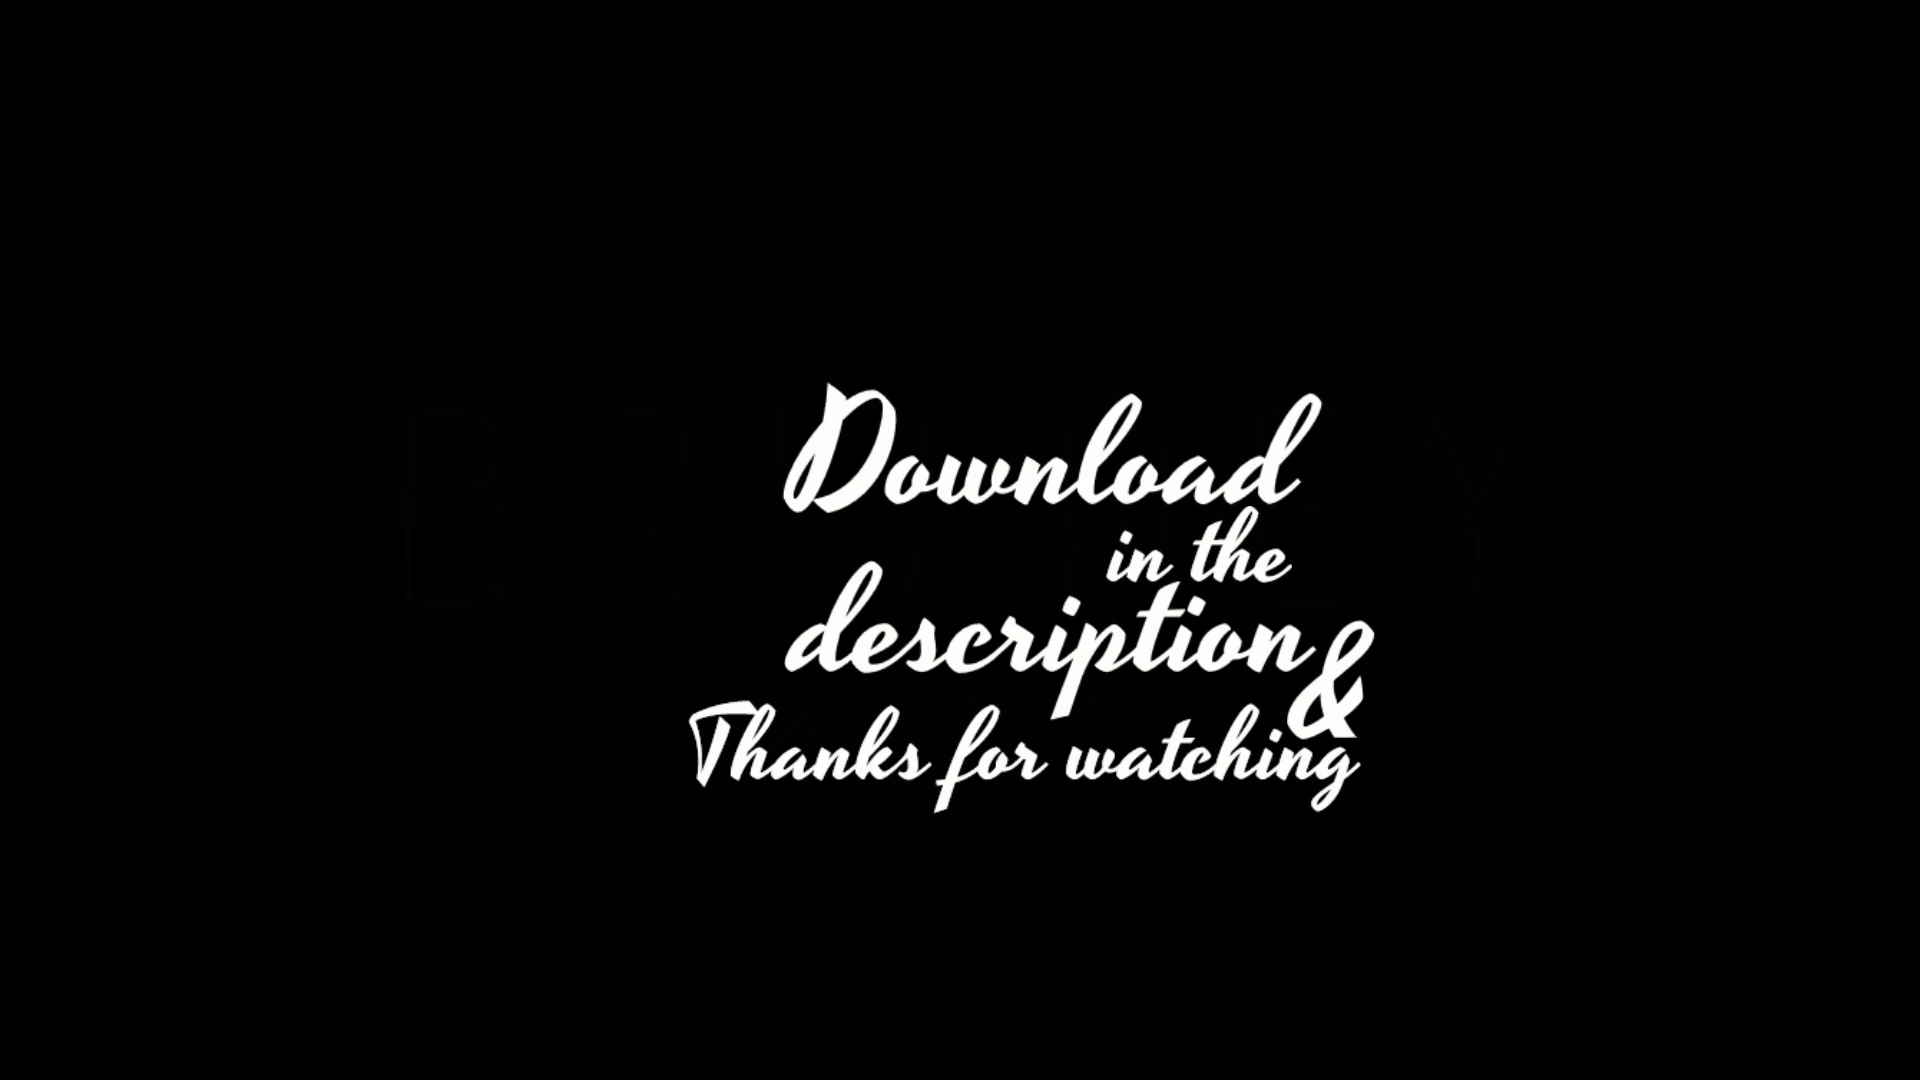 Download
in the
description &
Thanks for watching